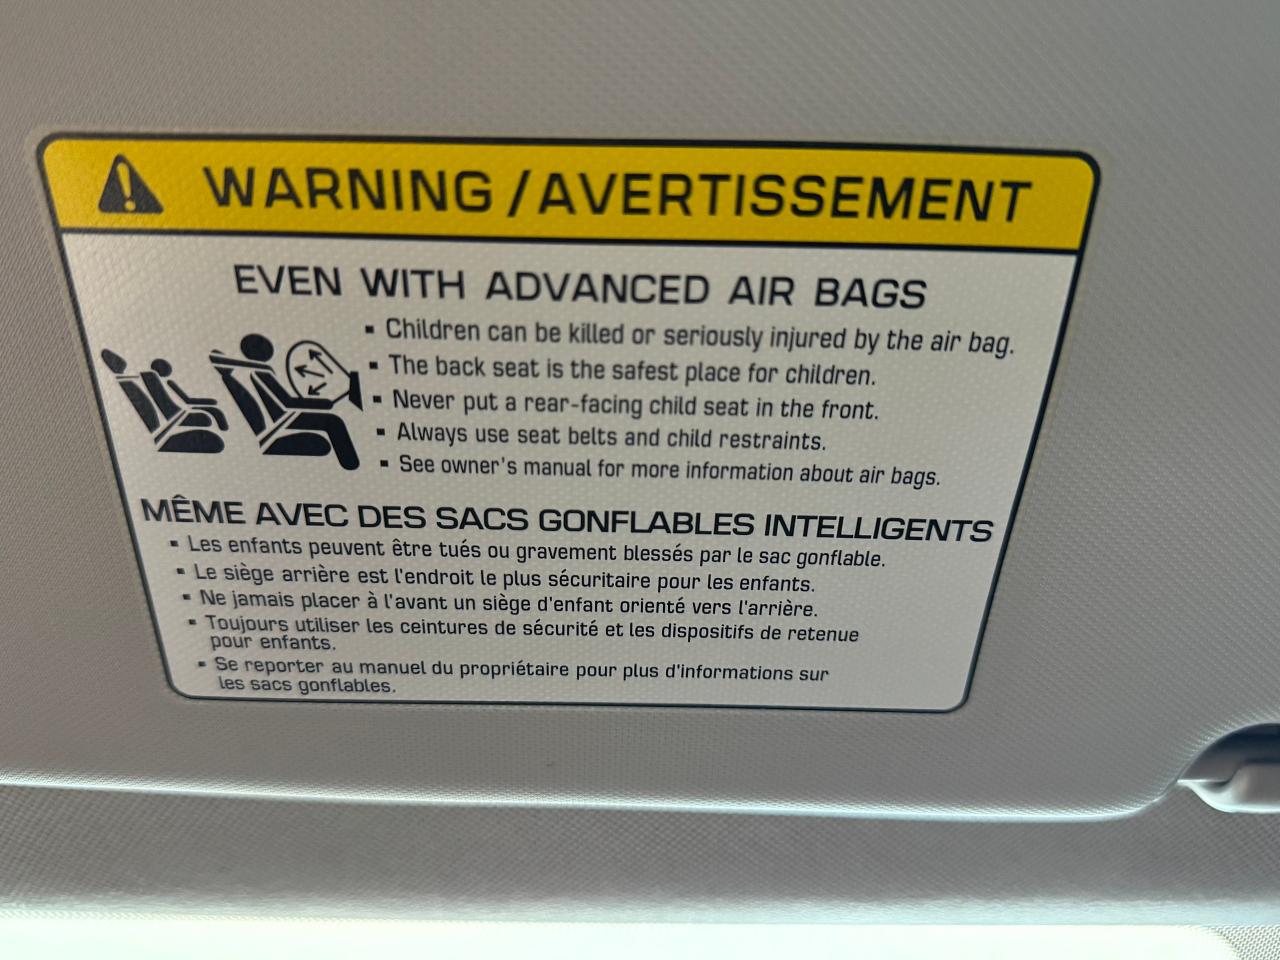 WARNING / AVERTISSEMENT
EVEN WITH ADVANCED AIR BAGS
▪ Children can be killed or seriously injured by the air bag.
▪ The back seat is the safest place for children.
▪ Never put a rear-facing child seat in the front.
▪ Always use seat belts and child restraints.
▪ See owner's manual for more information about air bags.
MÊME AVEC DES SACS GONFLABLES INTELLIGENTS
▪ Les enfants peuvent être tués ou gravement blessés par le sac gonflable.
▪ Le siège arrière est l'endroit le plus sécuritaire pour les enfants.
▪ Ne jamais placer à l'avant un siège d'enfant orienté vers l'arrière.
▪ Toujours utiliser les ceintures de sécurité et les dispositifs de retenue
pour enfants.
▪ Se reporter au manuel du propriétaire pour plus d'informations sur
les sacs gonflables.